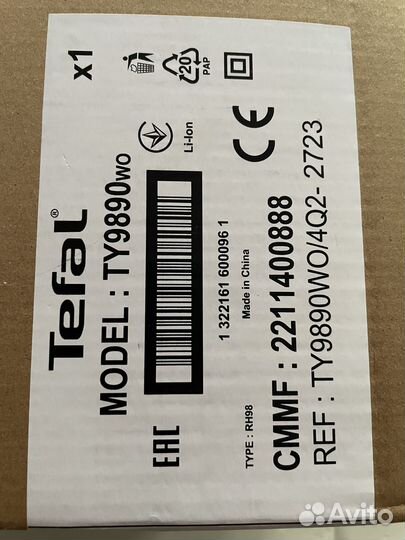 x1
20
PAP
Tefal®
MODEL : TY9890WO
Li-Ion
CE
1 322161 600096 1
Made in China
EAC
TYPE : RH98
CMMF : 2211400888
REF : TY9890WO/4Q2- 2723
Avito